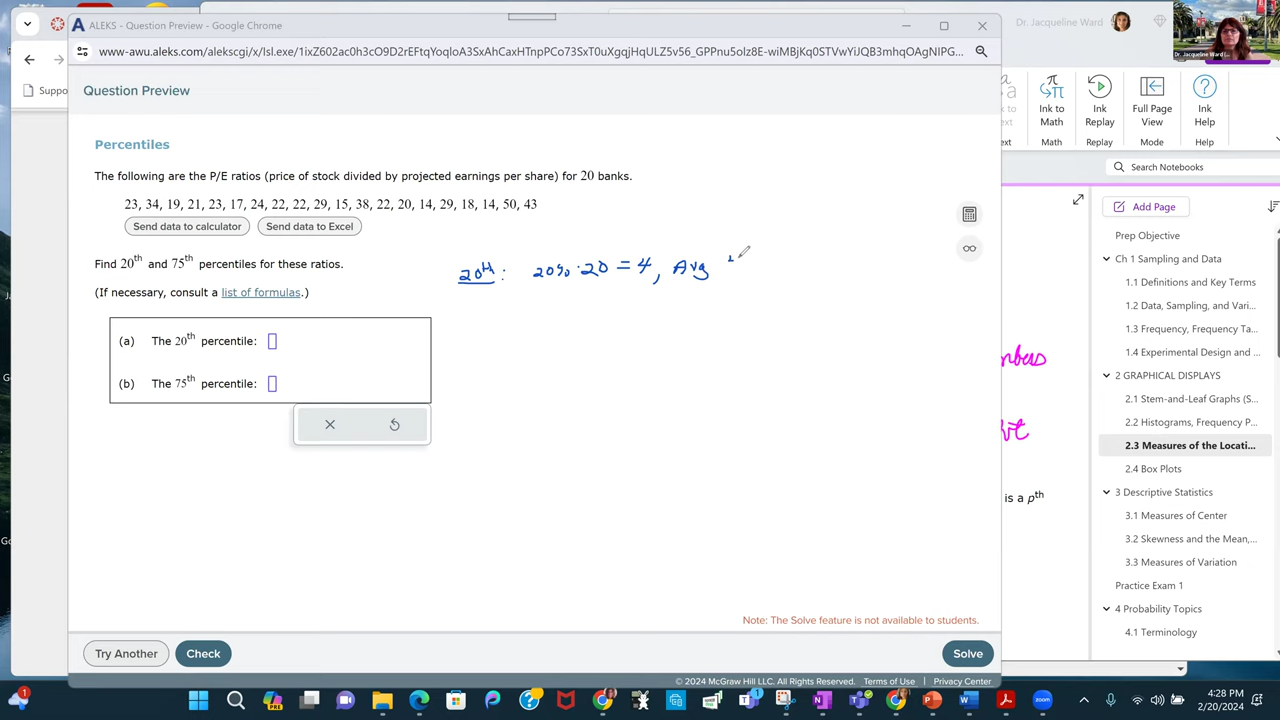 ALEKS - Question Preview - Google Chrome
Dr. Jacqueline Ward
www-awu.aleks.com/alekscgi/x/Isl.exe/
Suppo
Question Preview
Ink to Math
Ink Replay
Full Page View
Ink Help
Math
Replay
Mode
Help
Search Notebooks
Percentiles
The following are the P/E ratios (price of stock divided by projected earnings per share) for 20 banks.
23, 34, 19, 21, 23, 17, 24, 22, 22, 29, 15, 38, 22, 20, 14, 29, 18, 14, 50, 43
Send data to calculator
Send data to Excel
Find 20th and 75th percentiles for these ratios.
20th: 20% · 20 = 4, Avg
(If necessary, consult a list of formulas.)
(a) The 20th percentile:
(b) The 75th percentile:
is a pth
Add Page
Prep Objective
Ch 1 Sampling and Data
1.1 Definitions and Key Terms
1.2 Data, Sampling, and Vari...
1.3 Frequency, Frequency Ta...
1.4 Experimental Design and ...
2 GRAPHICAL DISPLAYS
2.1 Stem-and-Leaf Graphs (S...
2.2 Histograms, Frequency P...
2.3 Measures of the Locati...
2.4 Box Plots
3 Descriptive Statistics
3.1 Measures of Center
3.2 Skewness and the Mean,...
3.3 Measures of Variation
Practice Exam 1
4 Probability Topics
4.1 Terminology
Note: The Solve feature is not available to students.
Try Another
Check
Solve
© 2024 McGraw Hill LLC. All Rights Reserved. Terms of Use Privacy Center
4:28 PM
2/20/2024